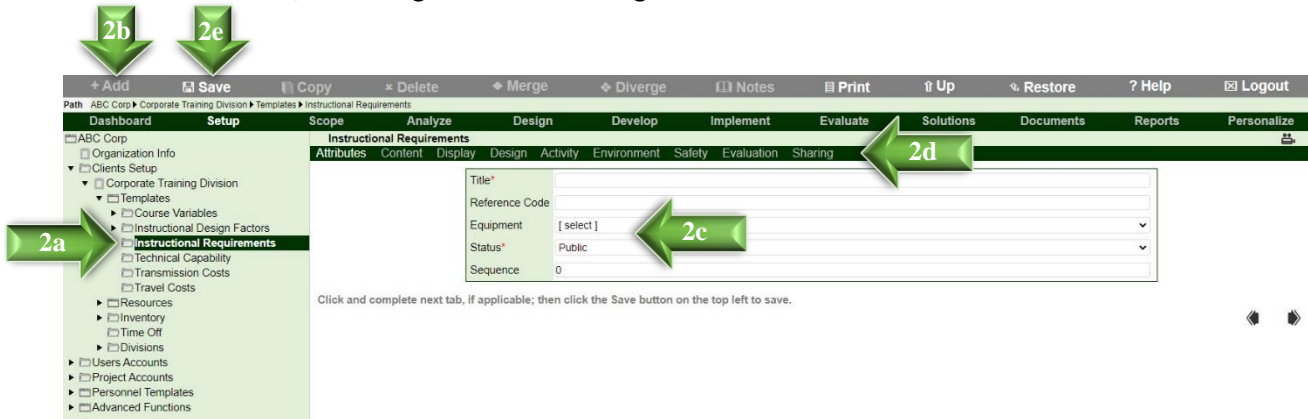 2b 2e
+ Add Save Copy × Delete Merge Diverge Notes Print Up Restore ? Help Logout
Path ABC Corp Corporate Training Division Templates Instructional Requirements
Dashboard Setup Scope Analyze Design Develop Implement Evaluate Solutions Documents Reports Personalize
ABC Corp
Organization Info
Clients Setup
Corporate Training Division
Templates
Course Variables
Instructional Design Factors
Instructional Requirements
Technical Capability
Transmission Costs
Travel Costs
Resources
Inventory
Time Off
Divisions
Users Accounts
Project Accounts
Personnel Templates
Advanced Functions
2a
Instructional Requirements
Attributes Content Display Design Activity Environment Safety Evaluation Sharing
2d
Title*
Reference Code
Equipment [ select ]
Status* Public
Sequence 0
2c
Click and complete next tab, if applicable; then click the Save button on the top left to save.